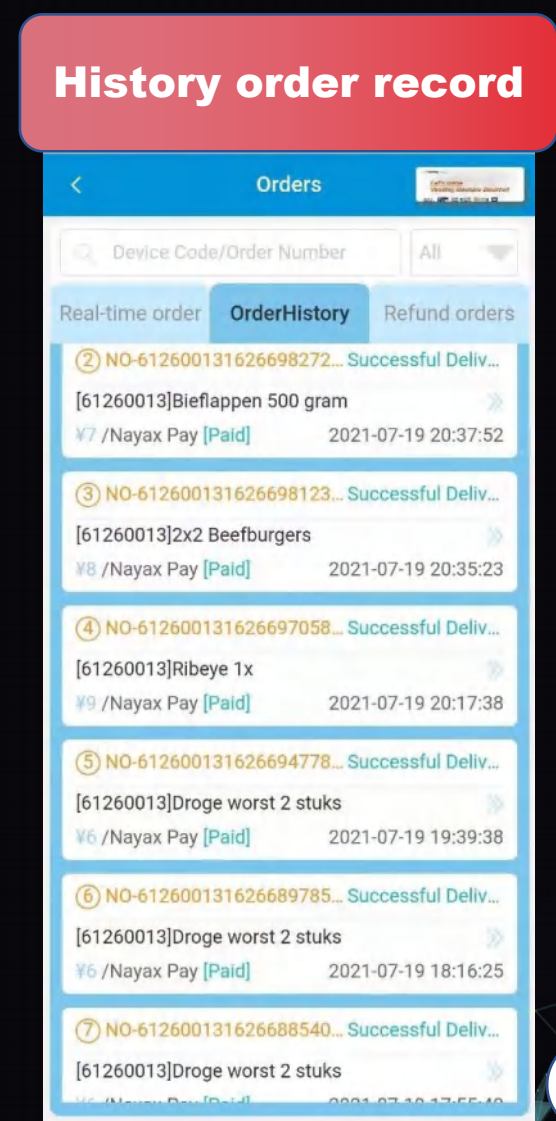 History order record
Orders
Device Code/Order Number All
Real-time order OrderHistory Refund orders
② NO-612600131626698272... Successful Deliv...
[61260013]Bieflappen 500 gram
¥7 /Nayax Pay [Paid] 2021-07-19 20:37:52
③ NO-612600131626698123... Successful Deliv...
[61260013]2x2 Beefburgers
¥8 /Nayax Pay [Paid] 2021-07-19 20:35:23
④ NO-612600131626697058... Successful Deliv...
[61260013]Ribeye 1x
¥9 /Nayax Pay [Paid] 2021-07-19 20:17:38
⑤ NO-612600131626694778... Successful Deliv...
[61260013]Droge worst 2 stuks
¥6 /Nayax Pay [Paid] 2021-07-19 19:39:38
⑥ NO-612600131626689785... Successful Deliv...
[61260013]Droge worst 2 stuks
¥6 /Nayax Pay [Paid] 2021-07-19 18:16:25
⑦ NO-612600131626688540... Successful Deliv...
[61260013]Droge worst 2 stuks